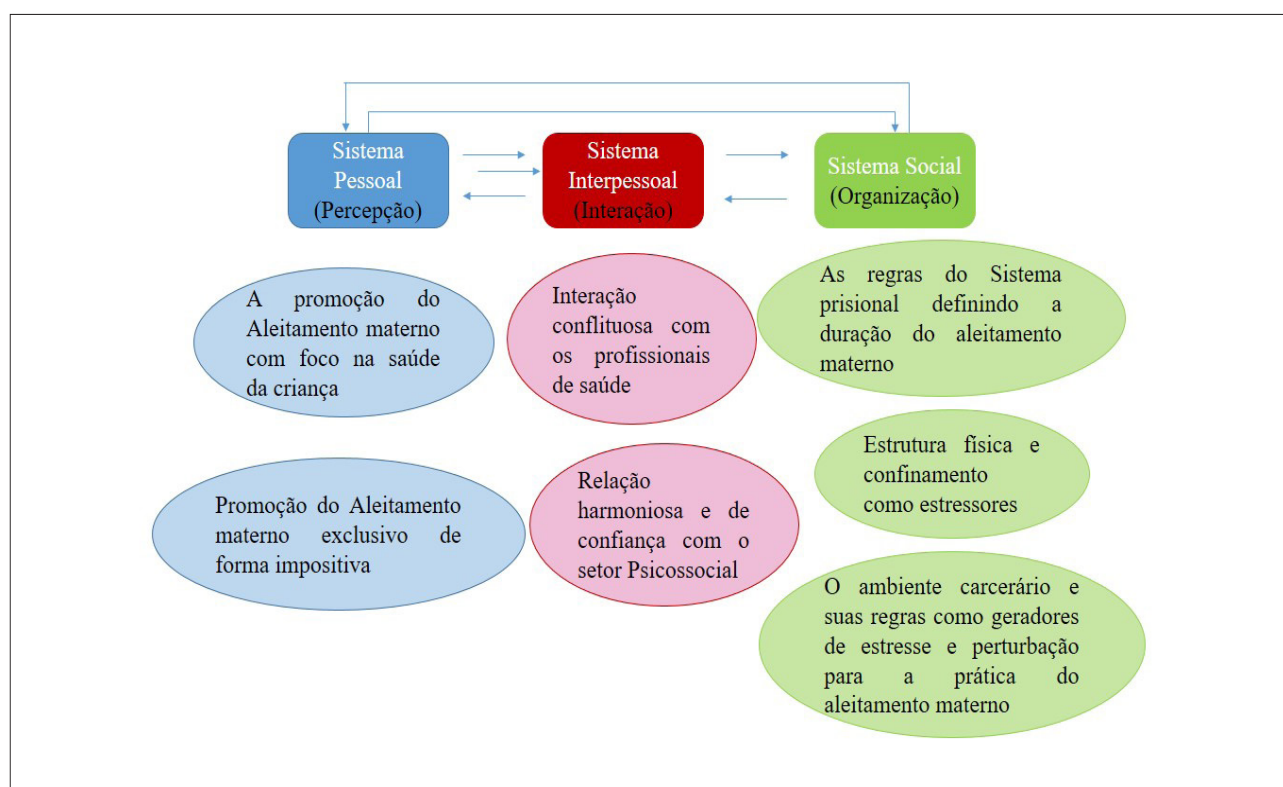 Sistema
Pessoal
(Percepção)
Sistema
Interpessoal
(Interação)
Sistema Social
(Organização)
A promoção do
Aleitamento materno
com foco na saúde
da criança
Promoção do Aleitamento
materno exclusivo de
forma impositiva
Interação
conflituosa com
os profissionais
de saúde
Relação
harmoniosa e de
confiança com o
setor Psicossocial
As regras do Sistema
prisional definindo a
duração do aleitamento
materno
Estrutura física e
confinamento
como estressores
O ambiente carcerário e
suas regras como geradores
de estresse e perturbação
para a prática do
aleitamento materno